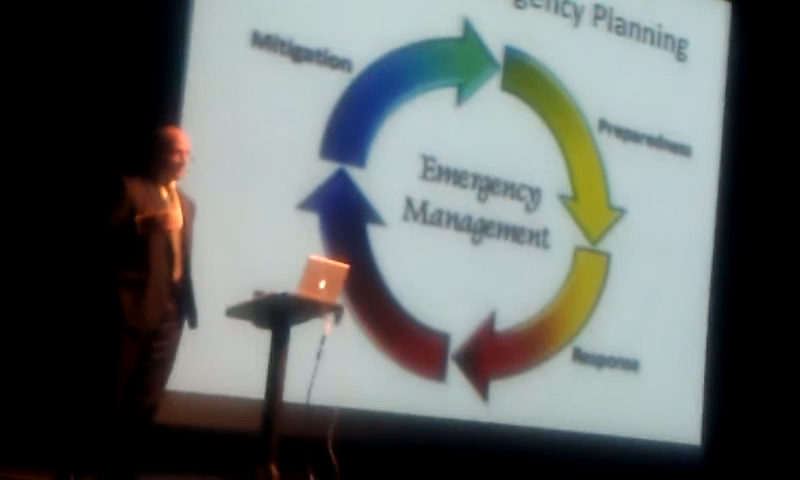 gency Planning
Mitigation
Preparedness
Emergency
Management
Response